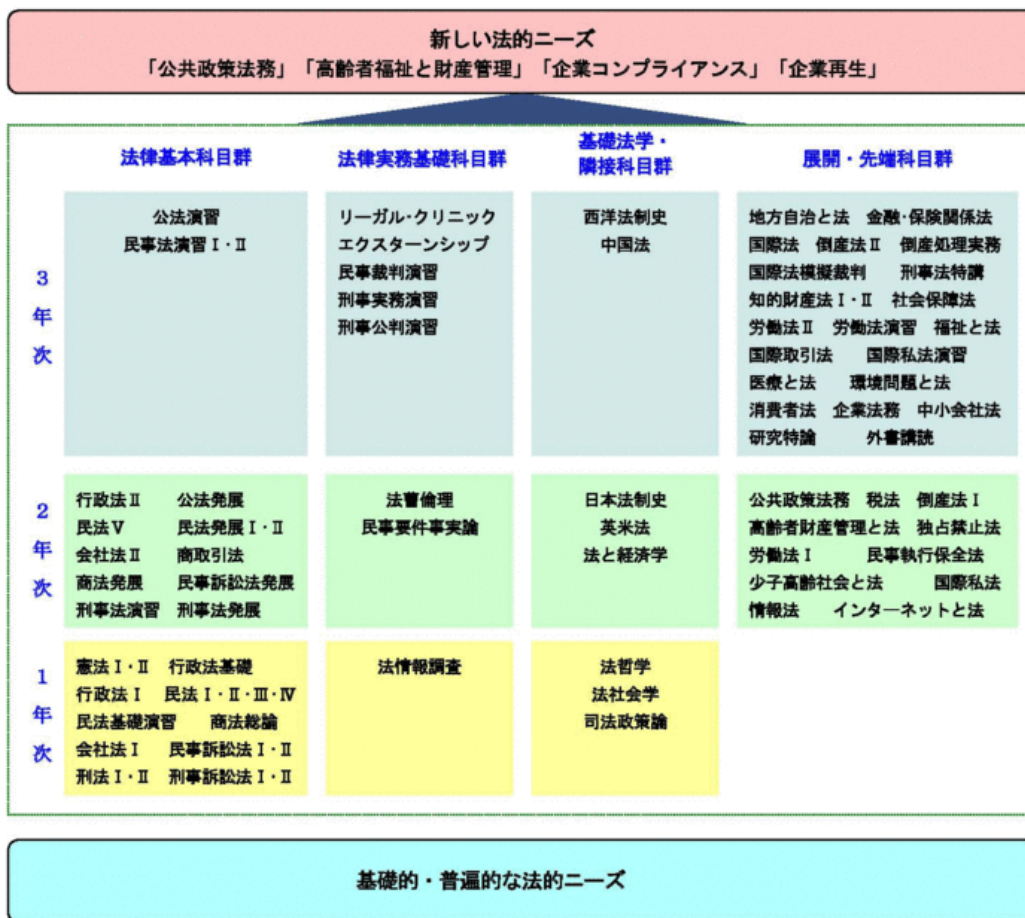 新しい法的ニーズ
「公共政策法務」「高齢者福祉と財産管理」「企業コンプライアンス」「企業再生」
法律基本科目群
法律実務基礎科目群
基礎法学・
隣接科目群
展開・先端科目群
3
年
次
公法演習
民事法演習Ⅰ・Ⅱ
リーガル・クリニック
エクスターンシップ
民事裁判演習
刑事実務演習
刑事公判演習
西洋法制史
中国法
地方自治と法 金融・保険関係法
国際法 倒産法Ⅱ 倒産処理実務
国際法模擬裁判 刑事法特講
知的財産法Ⅰ・Ⅱ 社会保障法
労働法Ⅱ 労働法演習 福祉と法
国際取引法 国際私法演習
医療と法 環境問題と法
消費者法 企業法務 中小会社法
研究特論 外書講読
2
年
次
行政法Ⅱ 公法発展
民法Ⅴ 民法発展Ⅰ・Ⅱ
会社法Ⅱ 商取引法
商法発展 民事訴訟法発展
刑事法演習 刑事法発展
法曹倫理
民事要件事実論
日本法制史
英米法
法と経済学
公共政策法務 税法 倒産法Ⅰ
高齢者財産管理と法 独占禁止法
労働法Ⅰ 民事執行保全法
少子高齢社会と法 国際私法
情報法 インターネットと法
1
年
次
憲法Ⅰ・Ⅱ 行政法基礎
行政法Ⅰ 民法Ⅰ・Ⅱ・Ⅲ・Ⅳ
民法基礎演習 商法総論
会社法Ⅰ 民事訴訟法Ⅰ・Ⅱ
刑法Ⅰ・Ⅱ 刑事訴訟法Ⅰ・Ⅱ
法情報調査
法哲学
法社会学
司法政策論
基礎的・普遍的な法的ニーズ